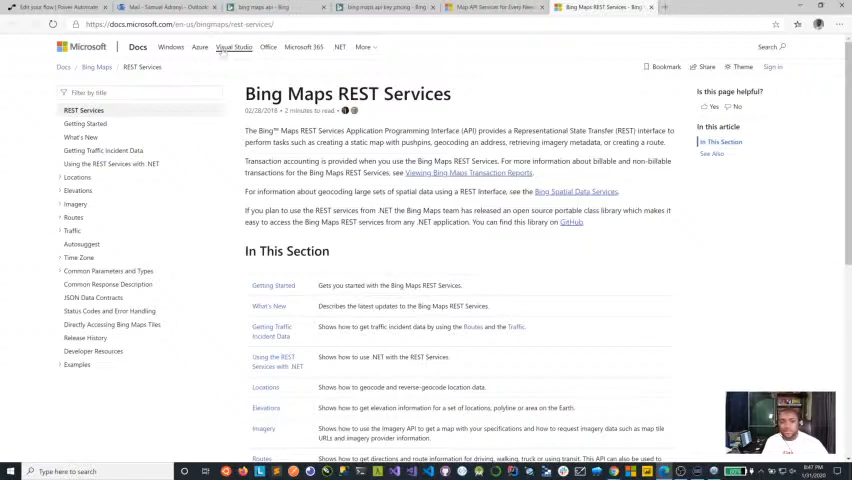 Edit your flow | Power Automate
Mail - Samuel Adranyi - Outlook
bing maps api - Bing
bing maps api key pricing - Bing
Map API Services for Every Need
Bing Maps REST Services - Bing
https://docs.microsoft.com/en-us/bingmaps/rest-services/
Microsoft | Docs Windows Azure Visual Studio Office Microsoft 365 .NET More Search
Docs / Bing Maps / REST Services
Bookmark Share Theme Sign in
Filter by title
REST Services
Getting Started
What's New
Getting Traffic Incident Data
Using the REST Services with .NET
Locations
Elevations
Imagery
Routes
Traffic
Autosuggest
Time Zone
Common Parameters and Types
Common Response Description
JSON Data Contracts
Status Codes and Error Handling
Directly Accessing Bing Maps Tiles
Release History
Developer Resources
Examples
Bing Maps REST Services
02/28/2018 • 2 minutes to read •
The Bing™ Maps REST Services Application Programming Interface (API) provides a Representational State Transfer (REST) interface to
perform tasks such as creating a static map with pushpins, geocoding an address, retrieving imagery metadata, or creating a route.
Transaction accounting is provided when you use the Bing Maps REST Services. For more information about billable and non-billable
transactions for the Bing Maps REST Services, see Viewing Bing Maps Transaction Reports.
For information about geocoding large sets of spatial data using a REST Interface, see the Bing Spatial Data Services.
If you plan to use the REST services from .NET the Bing Maps team has released an open source portable class library which makes it
easy to access the Bing Maps REST services from any .NET application. You can find this library on GitHub.
In This Section
Getting Started Gets you started with the Bing Maps REST Services.
What's New Describes the latest updates to the Bing Maps REST Services.
Getting Traffic Shows how to get traffic incident data by using the Routes and the Traffic.
Incident Data
Using the REST Shows how to use .NET with the REST Services
Services with .NET
Locations Shows how to geocode and reverse-geocode location data.
Elevations Shows how to get elevation information for a set of locations, polyline or area on the Earth.
Imagery Shows how to use the Imagery API to get a map with your specifications and how to request imagery data such as map tile
URLs and imagery provider information.
Routes Shows how to get directions and route information for driving, walking, truck or using transit. This API can also be used to
Is this page helpful?
Yes No
In this article
In This Section
See Also
Type here to search
8:47 PM
1/31/2020